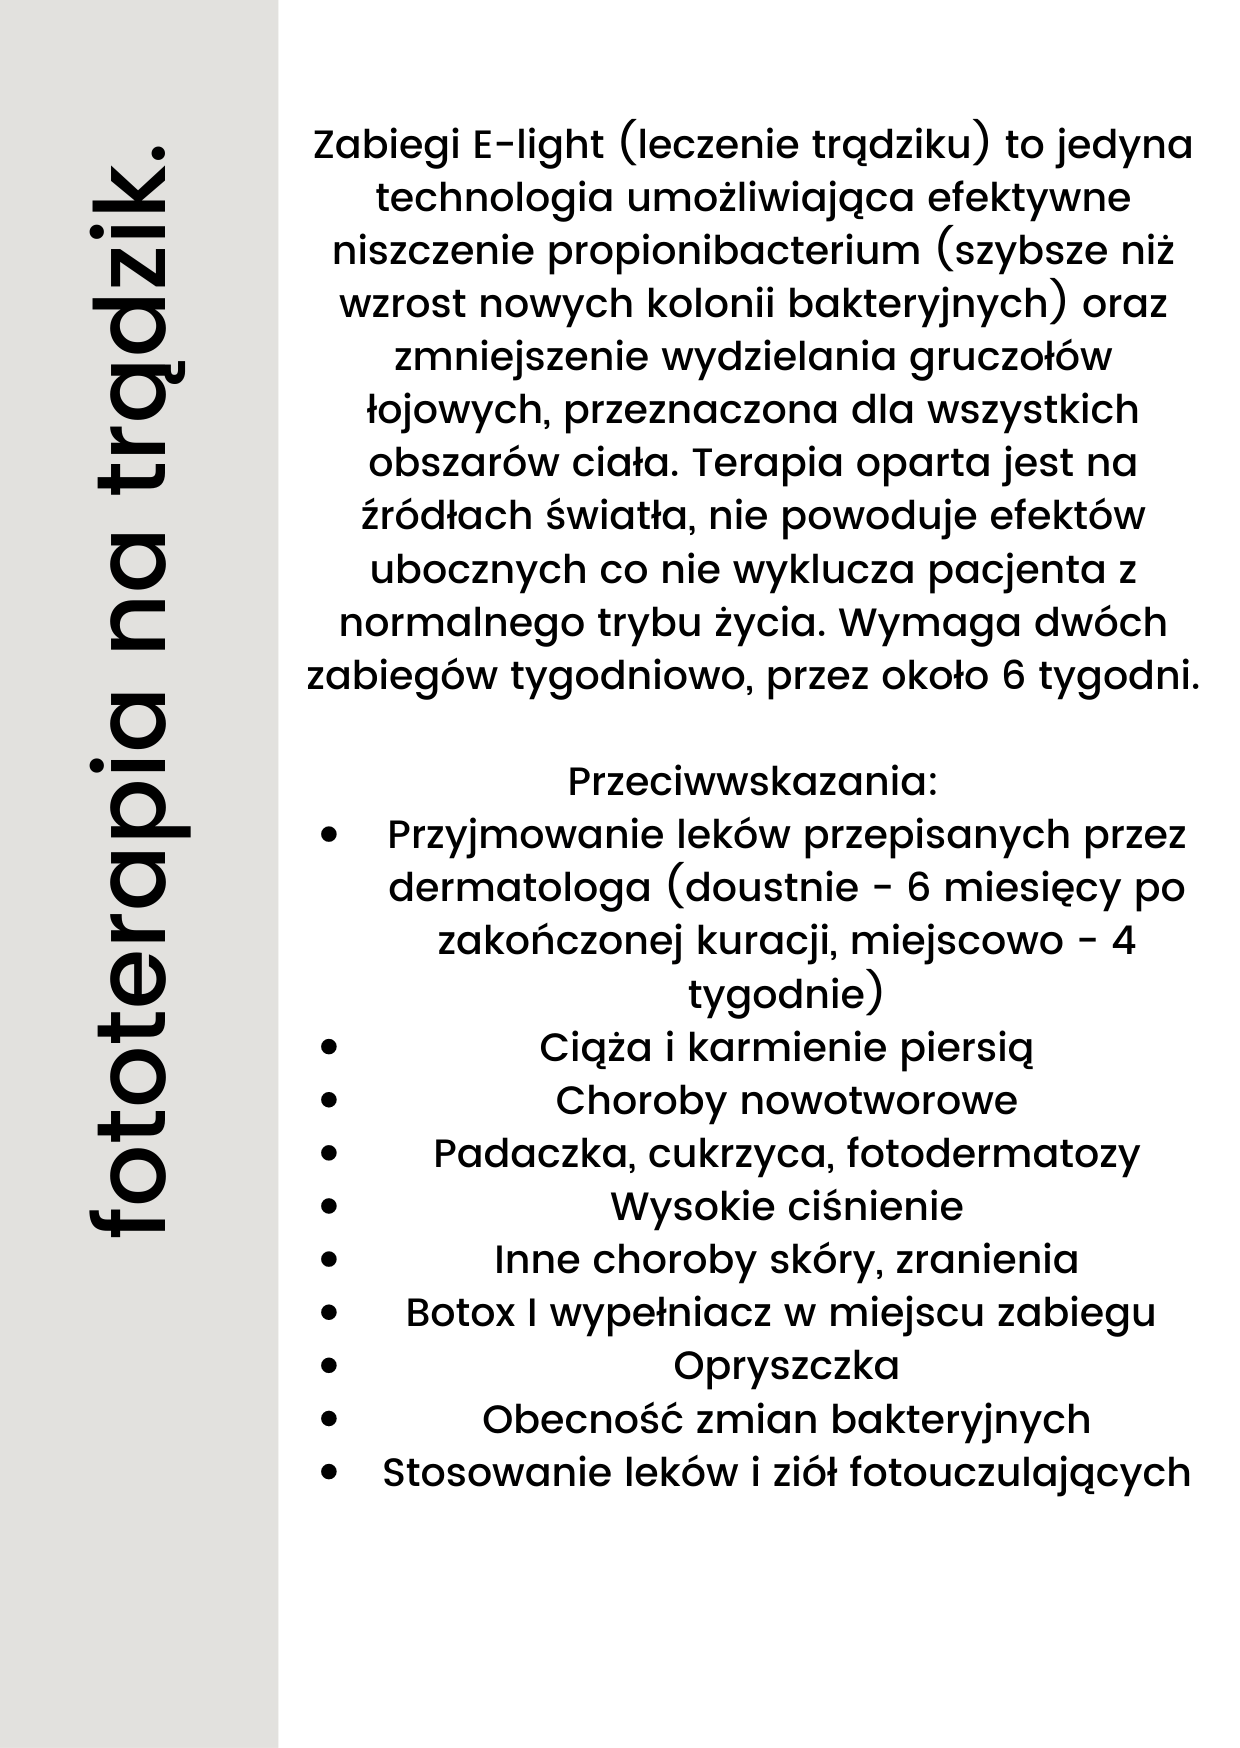 fototerapia na trądzik.
Zabiegi E-light (leczenie trądziku) to jedyna
technologia umożliwiająca efektywne
niszczenie propionibacterium (szybsze niż
wzrost nowych kolonii bakteryjnych) oraz
zmniejszenie wydzielania gruczołów
łojowych, przeznaczona dla wszystkich
obszarów ciała. Terapia oparta jest na
źródłach światła, nie powoduje efektów
ubocznych co nie wyklucza pacjenta z
normalnego trybu życia. Wymaga dwóch
zabiegów tygodniowo, przez około 6 tygodni.
Przeciwwskazania:
• Przyjmowanie leków przepisanych przez
dermatologa (doustnie - 6 miesięcy po
zakończonej kuracji, miejscowo - 4
tygodnie)
• Ciąża i karmienie piersią
• Choroby nowotworowe
• Padaczka, cukrzyca, fotodermatozy
• Wysokie ciśnienie
• Inne choroby skóry, zranienia
• Botox I wypełniacz w miejscu zabiegu
• Opryszczka
• Obecność zmian bakteryjnych
• Stosowanie leków i ziół fotouczulających